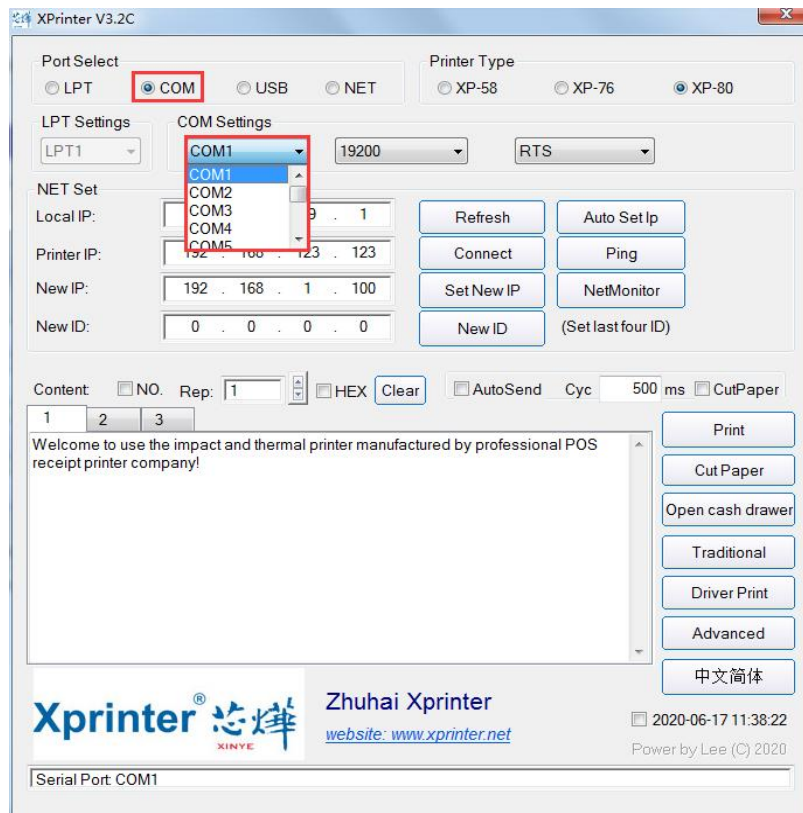 XPrinter V3.2C
Port Select
Printer Type
LPT COM USB NET XP-58 XP-76 XP-80
LPT Settings COM Settings
LPT1 COM1 19200 RTS
COM1
COM2
COM3
COM4
COM5
NET Set
Local IP: 9 . 1 Refresh Auto Set Ip
Printer IP: 192 . 168 . 123 . 123 Connect Ping
New IP: 192 . 168 . 1 . 100 Set New IP NetMonitor
New ID: 0 . 0 . 0 . 0 New ID (Set last four ID)
Content: NO. Rep: 1 HEX Clear AutoSend Cyc 500 ms CutPaper
1 2 3
Welcome to use the impact and thermal printer manufactured by professional POS
receipt printer company!
Print
Cut Paper
Open cash drawer
Traditional
Driver Print
Advanced
中文简体
Xprinter® 芯烨
XINYE
Zhuhai Xprinter
website: www.xprinter.net
2020-06-17 11:38:22
Power by Lee (C) 2020
Serial Port: COM1